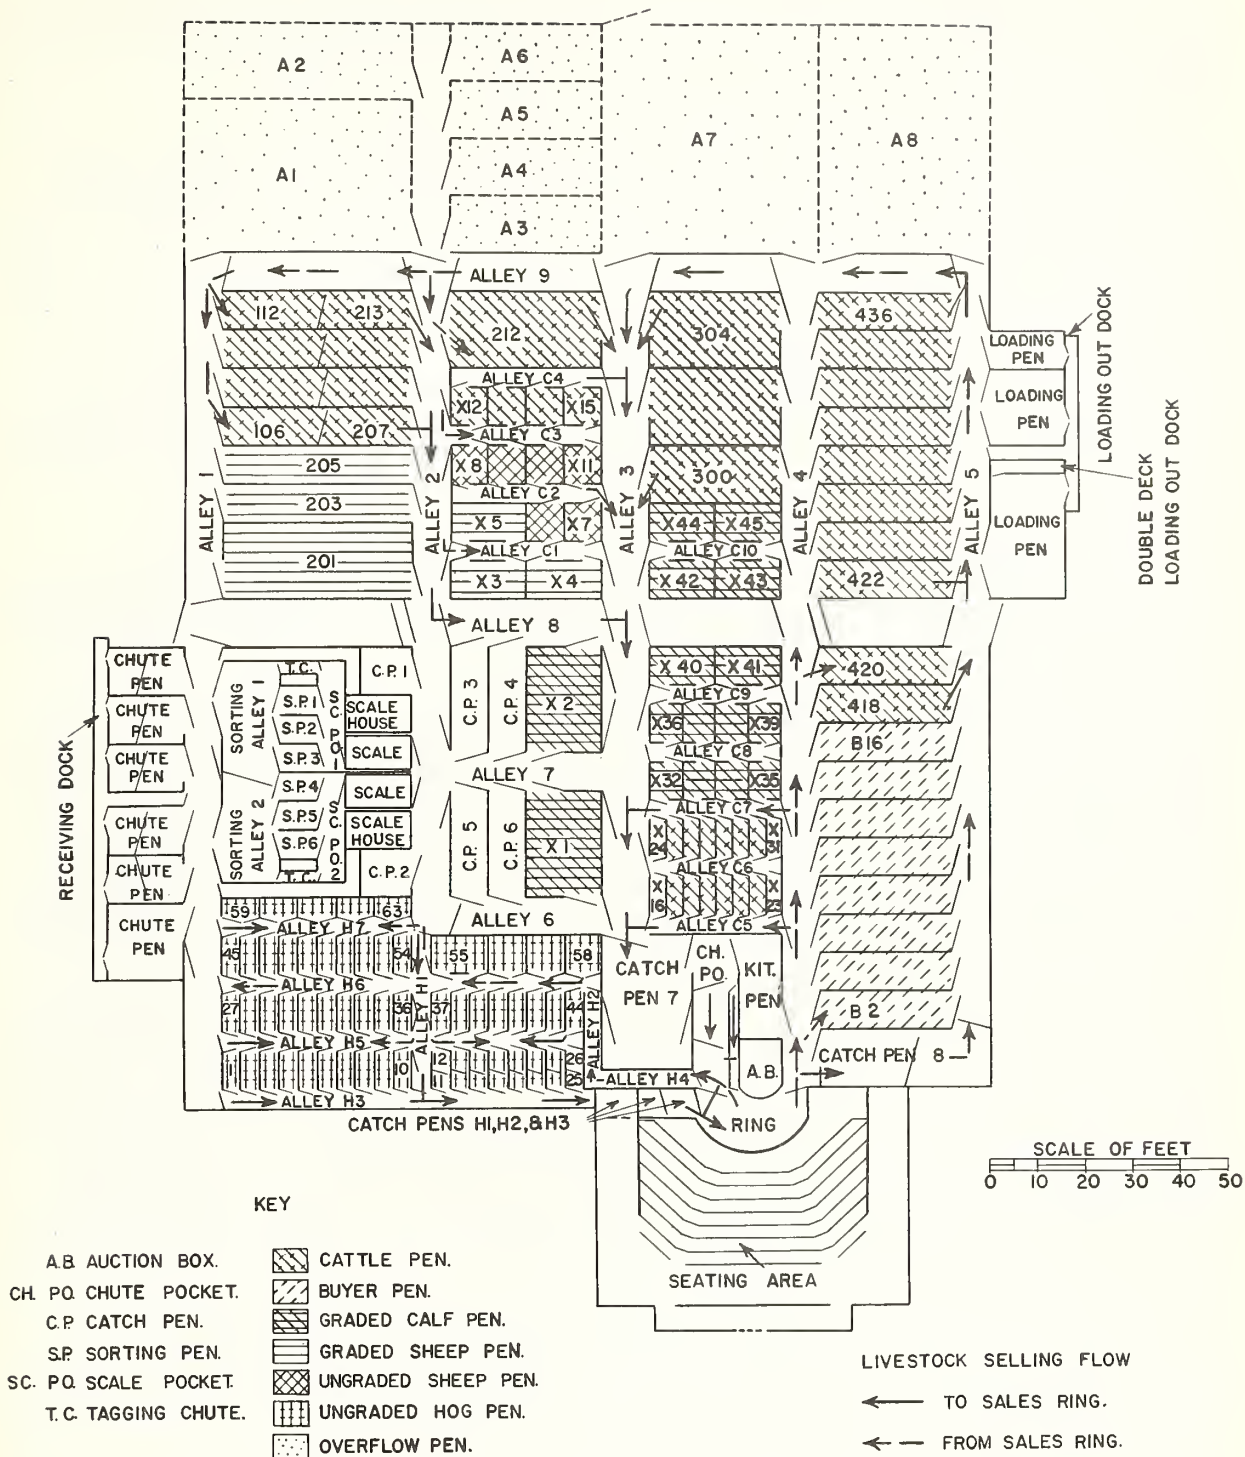 A 2
A 6
A 5
A 7
A 8
A 1
A 4
A 3
ALLEY 9
112
213
212
304
436
LOADING
PEN
LOADING
PEN
LOADING OUT DOCK
ALLEY C4
X12
X15
106
207
ALLEY C3
205
X8
X11
ALLEY 1
ALLEY 2
ALLEY 3
ALLEY 4
ALLEY 5
300
ALLEY C2
203
X5
X7
X44
X45
LOADING
PEN
DOUBLE DECK
LOADING OUT DOCK
201
ALLEY C1
ALLEY C10
X3
X4
X42
X43
422
ALLEY 8
CHUTE
PEN
CHUTE
PEN
CHUTE
PEN
CHUTE
PEN
CHUTE
PEN
CHUTE
PEN
RECEIVING DOCK
SORTING
ALLEY 1
SORTING
ALLEY 2
T.C.
S.P.1
S.P.2
S.P.3
S.P.4
S.P.5
S.P.6
T.C.
SC. PO. 1
SC. PO. 2
C.P. 1
SCALE
HOUSE
SCALE
SCALE
SCALE
HOUSE
C.P. 2
C.P. 3
C.P. 4
X 2
ALLEY 7
C.P. 5
C.P. 6
X 1
X 40
X 41
420
ALLEY C9
418
X36
X39
B16
ALLEY C8
X32
X35
ALLEY C7
X
24
X
31
ALLEY C6
X
16
X
23
ALLEY C5
59
63
ALLEY 6
ALLEY H7
45
54
55
58
ALLEY H6
27
36
37
44
ALLEY H1
ALLEY H2
ALLEY H5
1
10
12
11
26
25
ALLEY H3
CATCH
PEN 7
CH.
PO.
KIT.
PEN
B 2
CATCH PEN 8
A.B.
ALLEY H4
RING
CATCH PENS H1, H2, & H3
SEATING AREA
SCALE OF FEET
0 10 20 30 40 50
KEY
A.B. AUCTION BOX.
CH. PO. CHUTE POCKET.
C.P. CATCH PEN.
S.P. SORTING PEN.
SC. PO. SCALE POCKET.
T.C. TAGGING CHUTE.
CATTLE PEN.
BUYER PEN.
GRADED CALF PEN.
GRADED SHEEP PEN.
UNGRADED SHEEP PEN.
UNGRADED HOG PEN.
OVERFLOW PEN.
LIVESTOCK SELLING FLOW
TO SALES RING.
FROM SALES RING.